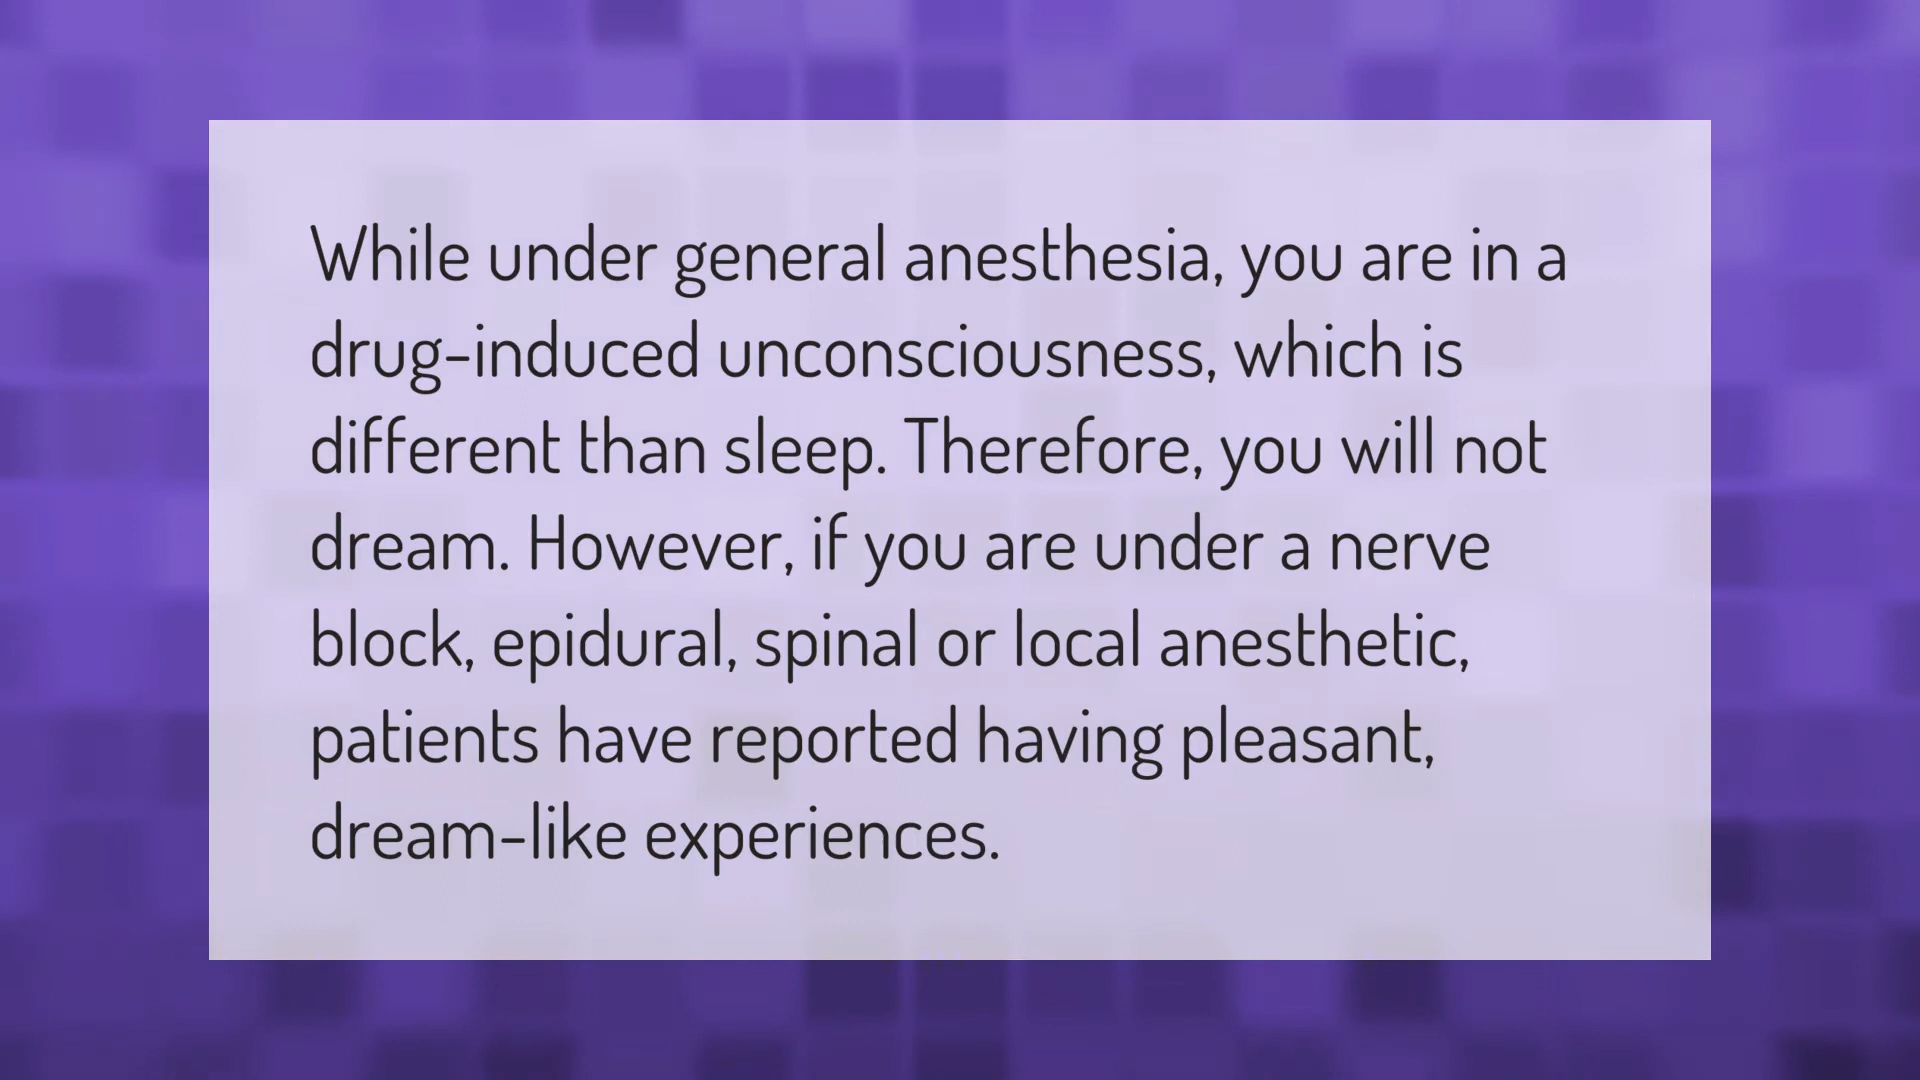 While under general anesthesia, you are in a
drug-induced unconsciousness, which is
different than sleep. Therefore, you will not
dream. However, if you are under a nerve
block, epidural, spinal or local anesthetic,
patients have reported having pleasant,
dream-like experiences.